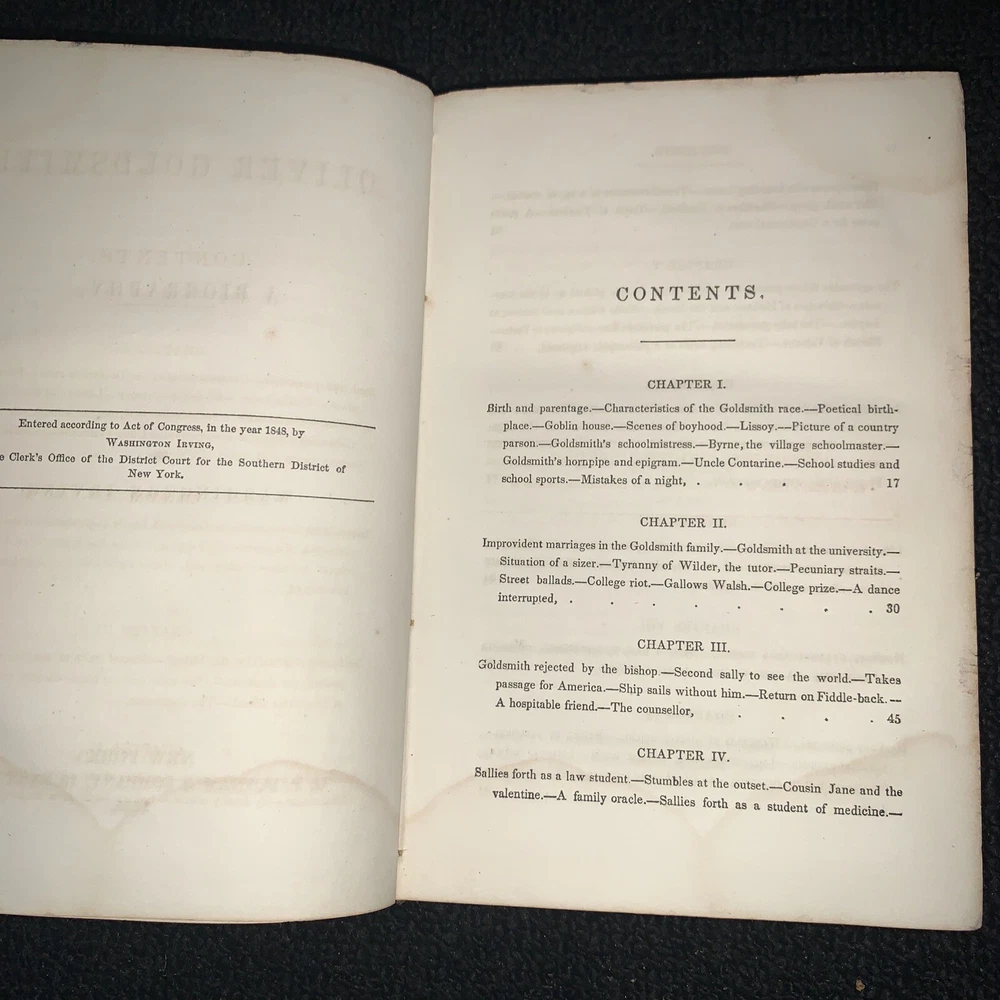 Entered according to Act of Congress, in the year 1848, by
WASHINGTON IRVING,
Clerk's Office of the District Court for the Southern District of
New York.
CONTENTS.
CHAPTER I.
Birth and parentage.—Characteristics of the Goldsmith race.—Poetical birth-
place.—Goblin house.—Scenes of boyhood.—Lissoy.—Picture of a country
parson.—Goldsmith's schoolmistress.—Byrne, the village schoolmaster.—
Goldsmith's hornpipe and epigram.—Uncle Contarine.—School studies and
school sports.—Mistakes of a night, . . . . . 17
CHAPTER II.
Improvident marriages in the Goldsmith family.—Goldsmith at the university.—
Situation of a sizer.—Tyranny of Wilder, the tutor.—Pecuniary straits.—
Street ballads.—College riot.—Gallows Walsh.—College prize.—A dance
interrupted, . . . . . . . . 30
CHAPTER III.
Goldsmith rejected by the bishop.—Second sally to see the world.—Takes
passage for America.—Ship sails without him.—Return on Fiddle-back.—
A hospitable friend.—The counsellor, . . . . 45
CHAPTER IV.
Sallies forth as a law student.—Stumbles at the outset.—Cousin Jane and the
valentine.—A family oracle.—Sallies forth as a student of medicine.—